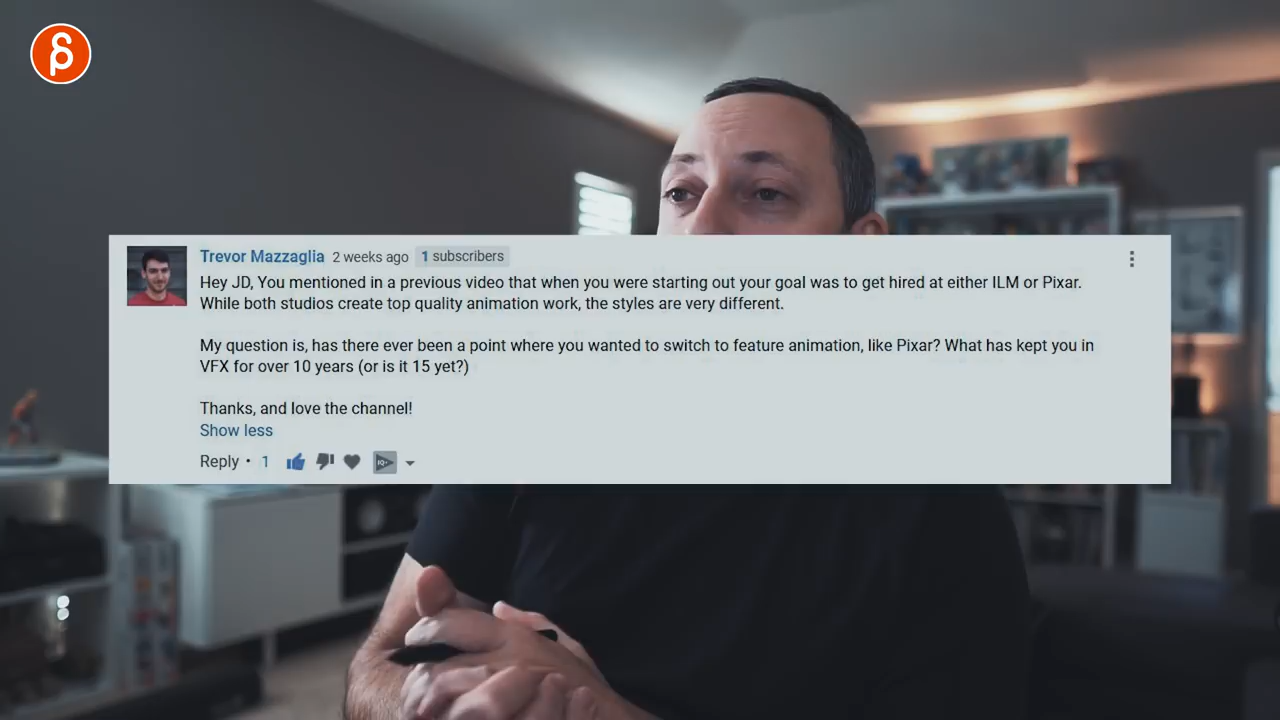 Trevor Mazzaglia 2 weeks ago 1 subscribers
Hey JD, You mentioned in a previous video that when you were starting out your goal was to get hired at either ILM or Pixar.
While both studios create top quality animation work, the styles are very different.
My question is, has there ever been a point where you wanted to switch to feature animation, like Pixar? What has kept you in
VFX for over 10 years (or is it 15 yet?)
Thanks, and love the channel!
Show less
Reply • 1 IQ+